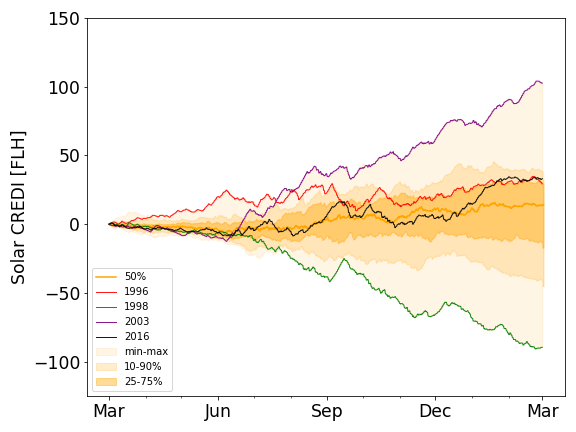 Solar CREDI [FLH]
150
100
50
0
−50
−100
50%
1996
1998
2003
2016
min-max
10-90%
25-75%
Mar
Jun
Sep
Dec
Mar